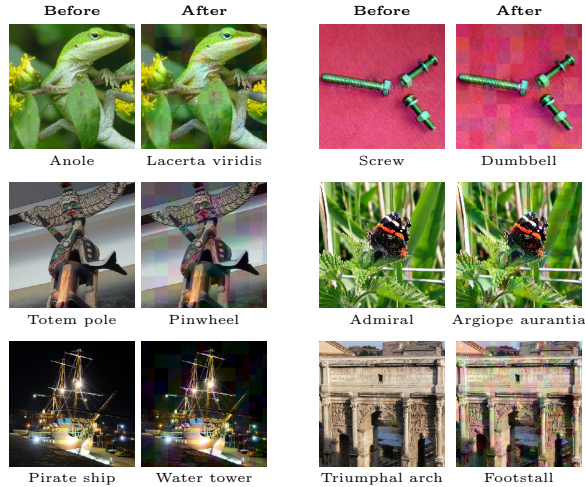 Before After Before After
Anole Lacerta viridis Screw Dumbbell
Totem pole Pinwheel Admiral Argiope aurantia
Pirate ship Water tower Triumphal arch Footstall